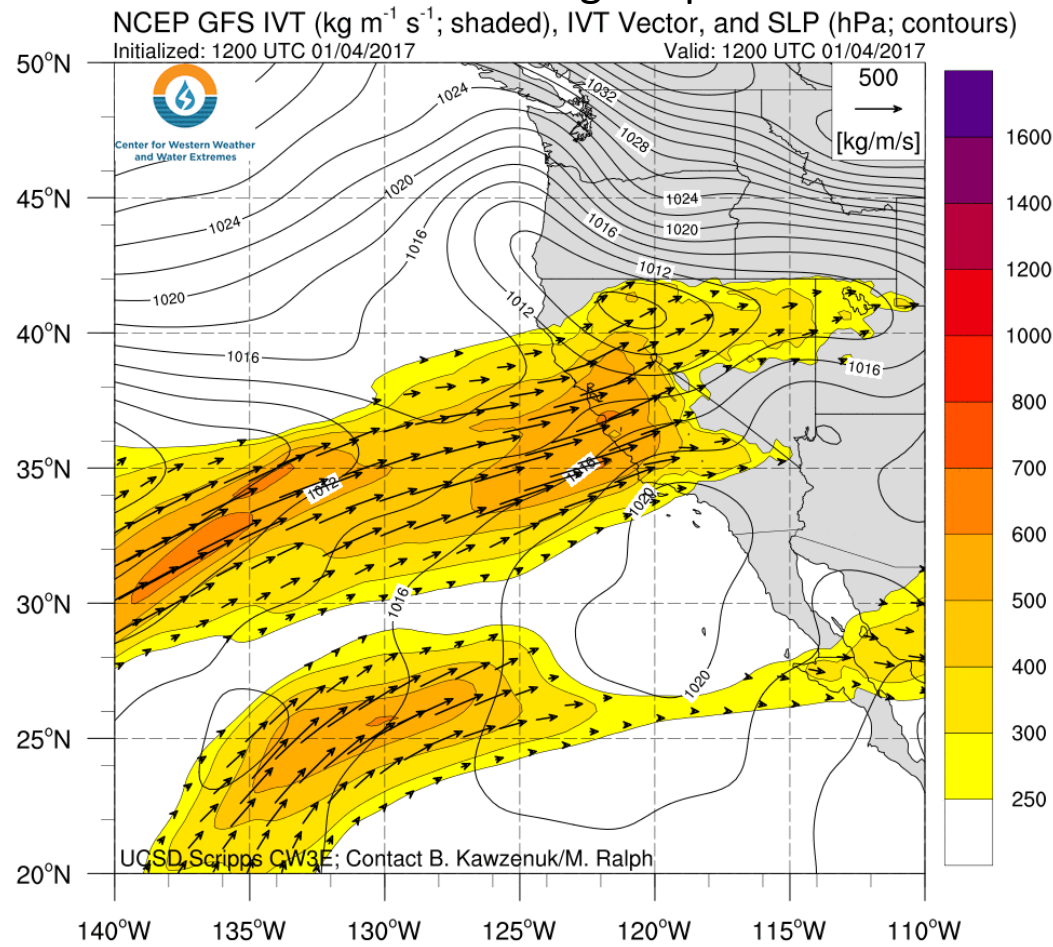 NCEP GFS IVT (kg m⁻¹ s⁻¹; shaded), IVT Vector, and SLP (hPa; contours)
Initialized: 1200 UTC 01/04/2017
Valid: 1200 UTC 01/04/2017
50°N
45°N
40°N
35°N
30°N
25°N
20°N
Center for Western Weather
and Water Extremes
500
[kg/m/s]
1024
1032
1028
1020
1024
1016
1024
1020
1016
1012
1020
1012
1016
1016
1012
1020
1016
1020
UCSD Scripps CW3E; Contact B. Kawzenuk/M. Ralph
140°W
135°W
130°W
125°W
120°W
115°W
110°W
1600
1400
1200
1000
800
700
600
500
400
300
250